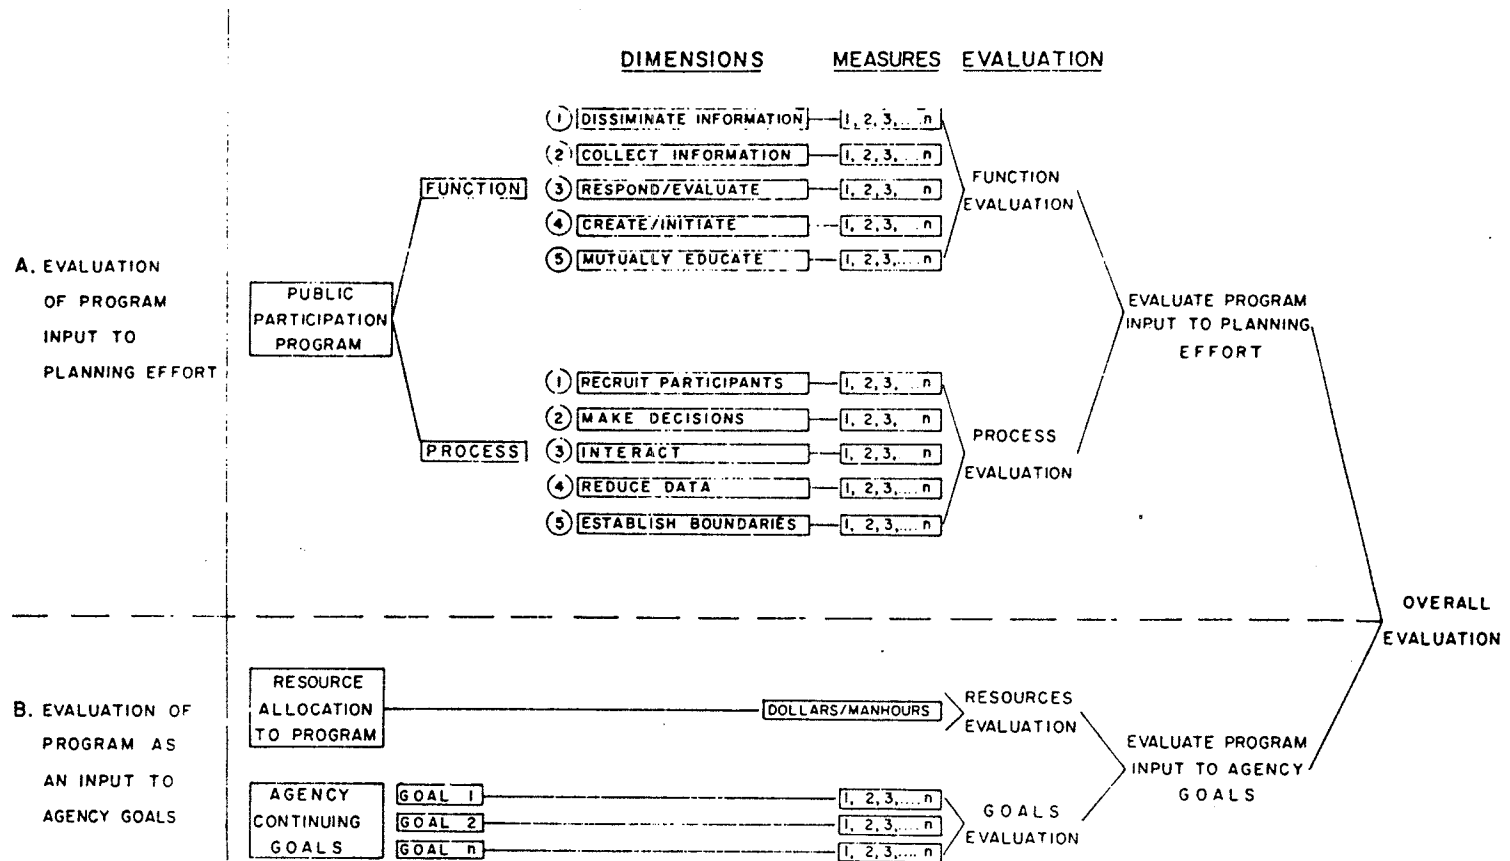 DIMENSIONS MEASURES EVALUATION
1 DISSIMINATE INFORMATION 1, 2, 3, .... n
2 COLLECT INFORMATION 1, 2, 3, ... n
3 RESPOND/EVALUATE 1, 2, 3, n
4 CREATE/INITIATE 1, 2, 3, n
5 MUTUALLY EDUCATE 1, 2, 3, .... n
FUNCTION
FUNCTION
EVALUATION
A. EVALUATION
OF PROGRAM
INPUT TO
PLANNING EFFORT
PUBLIC
PARTICIPATION
PROGRAM
EVALUATE PROGRAM
INPUT TO PLANNING
EFFORT
1 RECRUIT PARTICIPANTS 1, 2, 3, ... n
2 MAKE DECISIONS 1, 2, 3, n
3 INTERACT 1, 2, 3, ... n
4 REDUCE DATA 1, 2, 3, .... n
5 ESTABLISH BOUNDARIES 1, 2, 3, .... n
PROCESS
PROCESS
EVALUATION
OVERALL
EVALUATION
B. EVALUATION OF
PROGRAM AS
AN INPUT TO
AGENCY GOALS
RESOURCE
ALLOCATION
TO PROGRAM
DOLLARS/MANHOURS
RESOURCES
EVALUATION
EVALUATE PROGRAM
INPUT TO AGENCY
GOALS
AGENCY
CONTINUING
GOALS
GOAL 1 1, 2, 3, .... n
GOAL 2 1, 2, 3, .... n
GOAL n 1, 2, 3, .... n
GOALS
EVALUATION